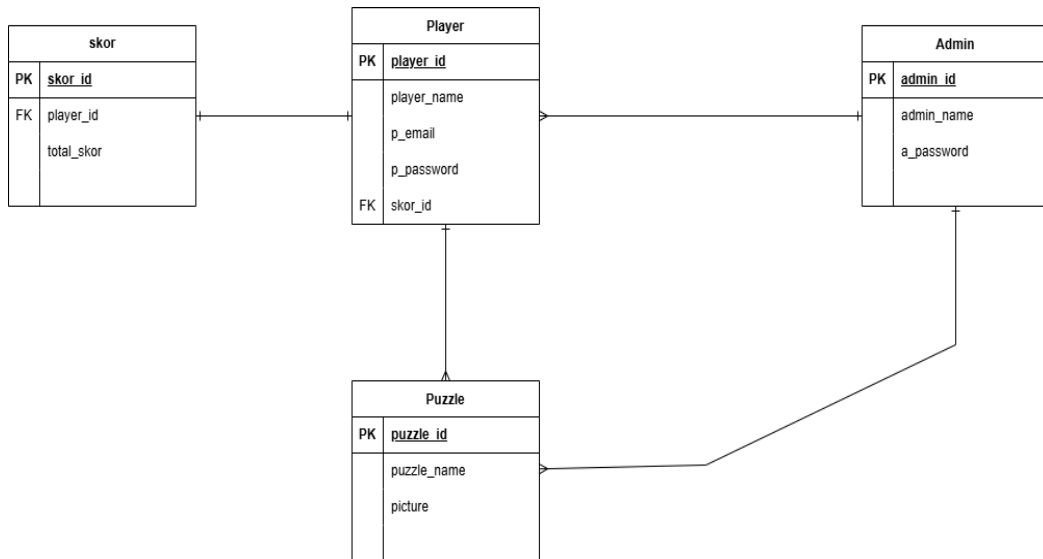 skor
PK skor_id
FK player_id
total_skor
Player
PK player_id
player_name
p_email
p_password
FK skor_id
Admin
PK admin_id
admin_name
a_password
Puzzle
PK puzzle_id
puzzle_name
picture